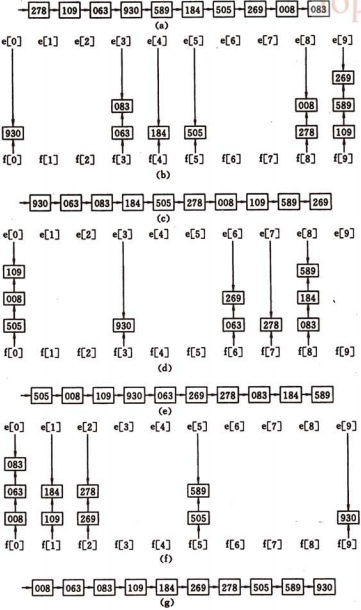 278 109 063 930 589 184 505 269 008 083
(a)
e[0] e[1] e[2] e[3] e[4] e[5] e[6] e[7] e[8] e[9]
269
083 008 589
930 063 184 505 278 109
f[0] f[1] f[2] f[3] f[4] f[5] f[6] f[7] f[8] f[9]
(b)
930 063 083 184 505 278 008 109 589 269
(c)
e[0] e[1] e[2] e[3] e[4] e[5] e[6] e[7] e[8] e[9]
109 589
008 269 184
505 930 063 278 083
f[0] f[1] f[2] f[3] f[4] f[5] f[6] f[7] f[8] f[9]
(d)
505 008 109 930 063 269 278 083 184 589
(e)
e[0] e[1] e[2] e[3] e[4] e[5] e[6] e[7] e[8] e[9]
083
063 184 278 589
008 109 269 505 930
f[0] f[1] f[2] f[3] f[4] f[5] f[6] f[7] f[8] f[9]
(f)
008 063 083 109 184 269 278 505 589 930
(g)